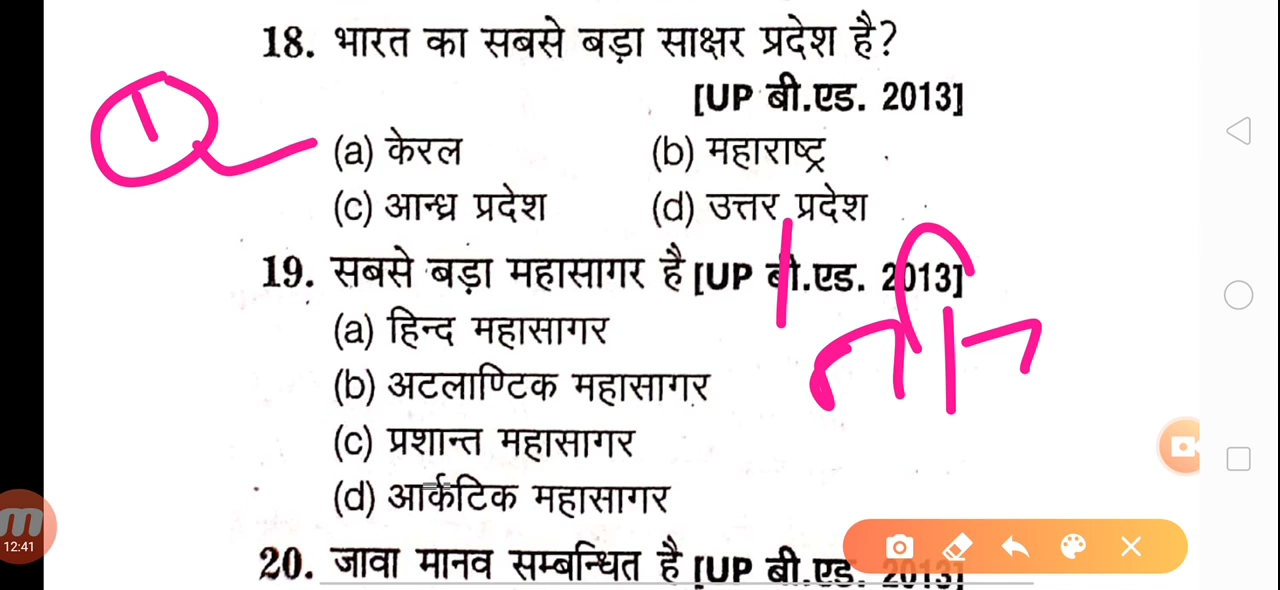 18. भारत का सबसे बड़ा साक्षर प्रदेश है?
[UP बी.एड. 2013]
(a) केरल (b) महाराष्ट्र
(c) आन्ध्र प्रदेश (d) उत्तर प्रदेश
19. सबसे बड़ा महासागर है [UP बी.एड. 2013]
(a) हिन्द महासागर
(b) अटलाण्टिक महासागर
(c) प्रशान्त महासागर
(d) आर्कटिक महासागर
20. जावा मानव सम्बन्धित है [UP बी.एड. 2013]
12:41